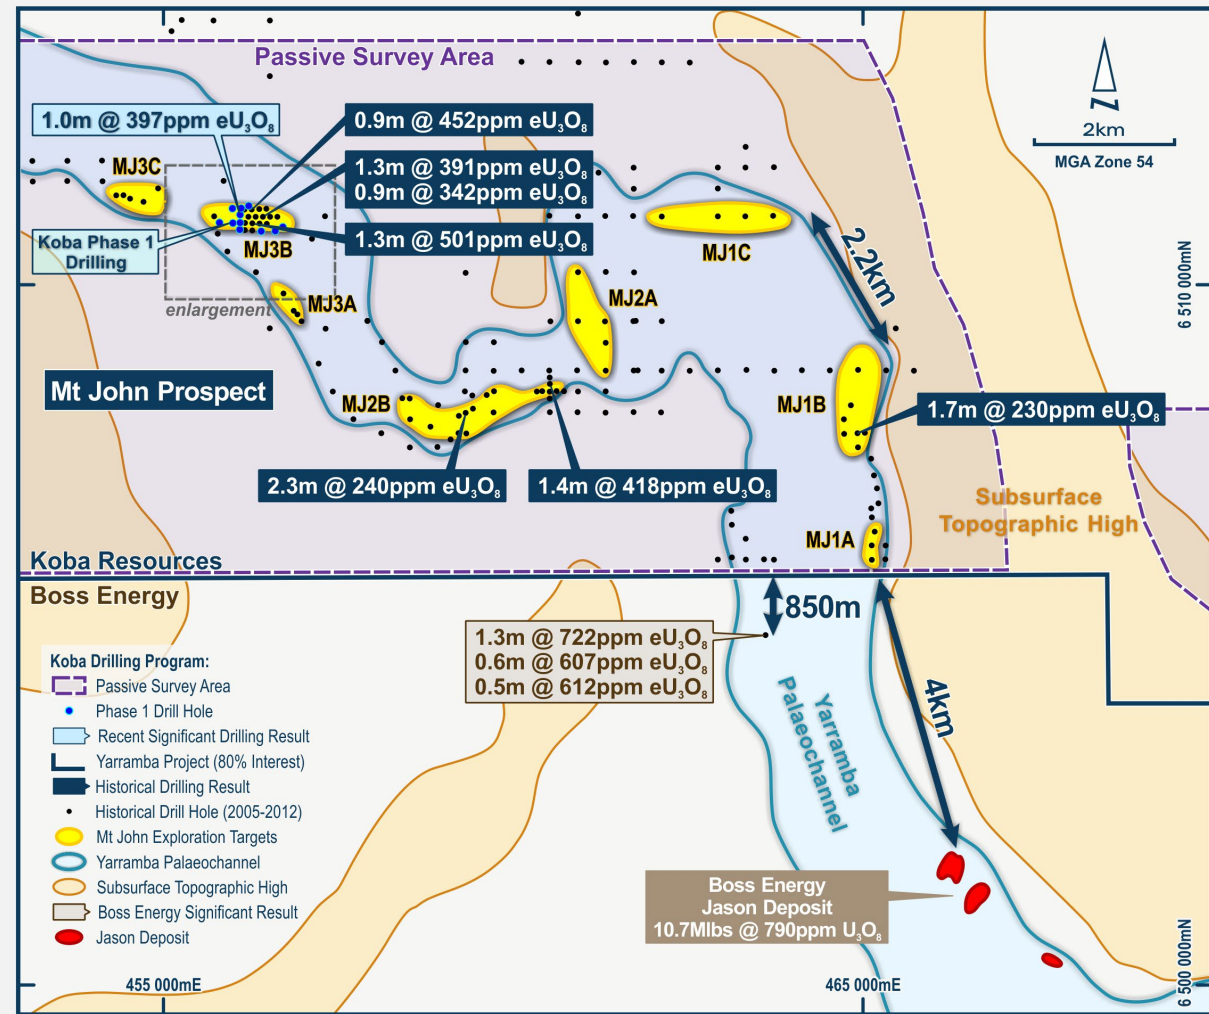 Passive Survey Area
1.0m @ 397ppm eU₃O₈
0.9m @ 452ppm eU₃O₈
2km
MGA Zone 54
MJ3C
1.3m @ 391ppm eU₃O₈
0.9m @ 342ppm eU₃O₈
Koba Phase 1
Drilling
MJ3B
1.3m @ 501ppm eU₃O₈
MJ1C
2.2km
6 510 000mN
enlargement
MJ3A
MJ2A
Mt John Prospect
MJ2B
MJ1B
1.7m @ 230ppm eU₃O₈
2.3m @ 240ppm eU₃O₈
1.4m @ 418ppm eU₃O₈
Subsurface
Topographic High
MJ1A
Koba Resources
Boss Energy
850m
1.3m @ 722ppm eU₃O₈
0.6m @ 607ppm eU₃O₈
0.5m @ 612ppm eU₃O₈
4km
Yarramba
Palaeochannel
Koba Drilling Program:
Passive Survey Area
Phase 1 Drill Hole
Recent Significant Drilling Result
Yarramba Project (80% Interest)
Historical Drilling Result
Historical Drill Hole (2005-2012)
Mt John Exploration Targets
Yarramba Palaeochannel
Subsurface Topographic High
Boss Energy Significant Result
Jason Deposit
Boss Energy
Jason Deposit
10.7Mlbs @ 790ppm U₃O₈
455 000mE
465 000mE
6 500 000mN
Z